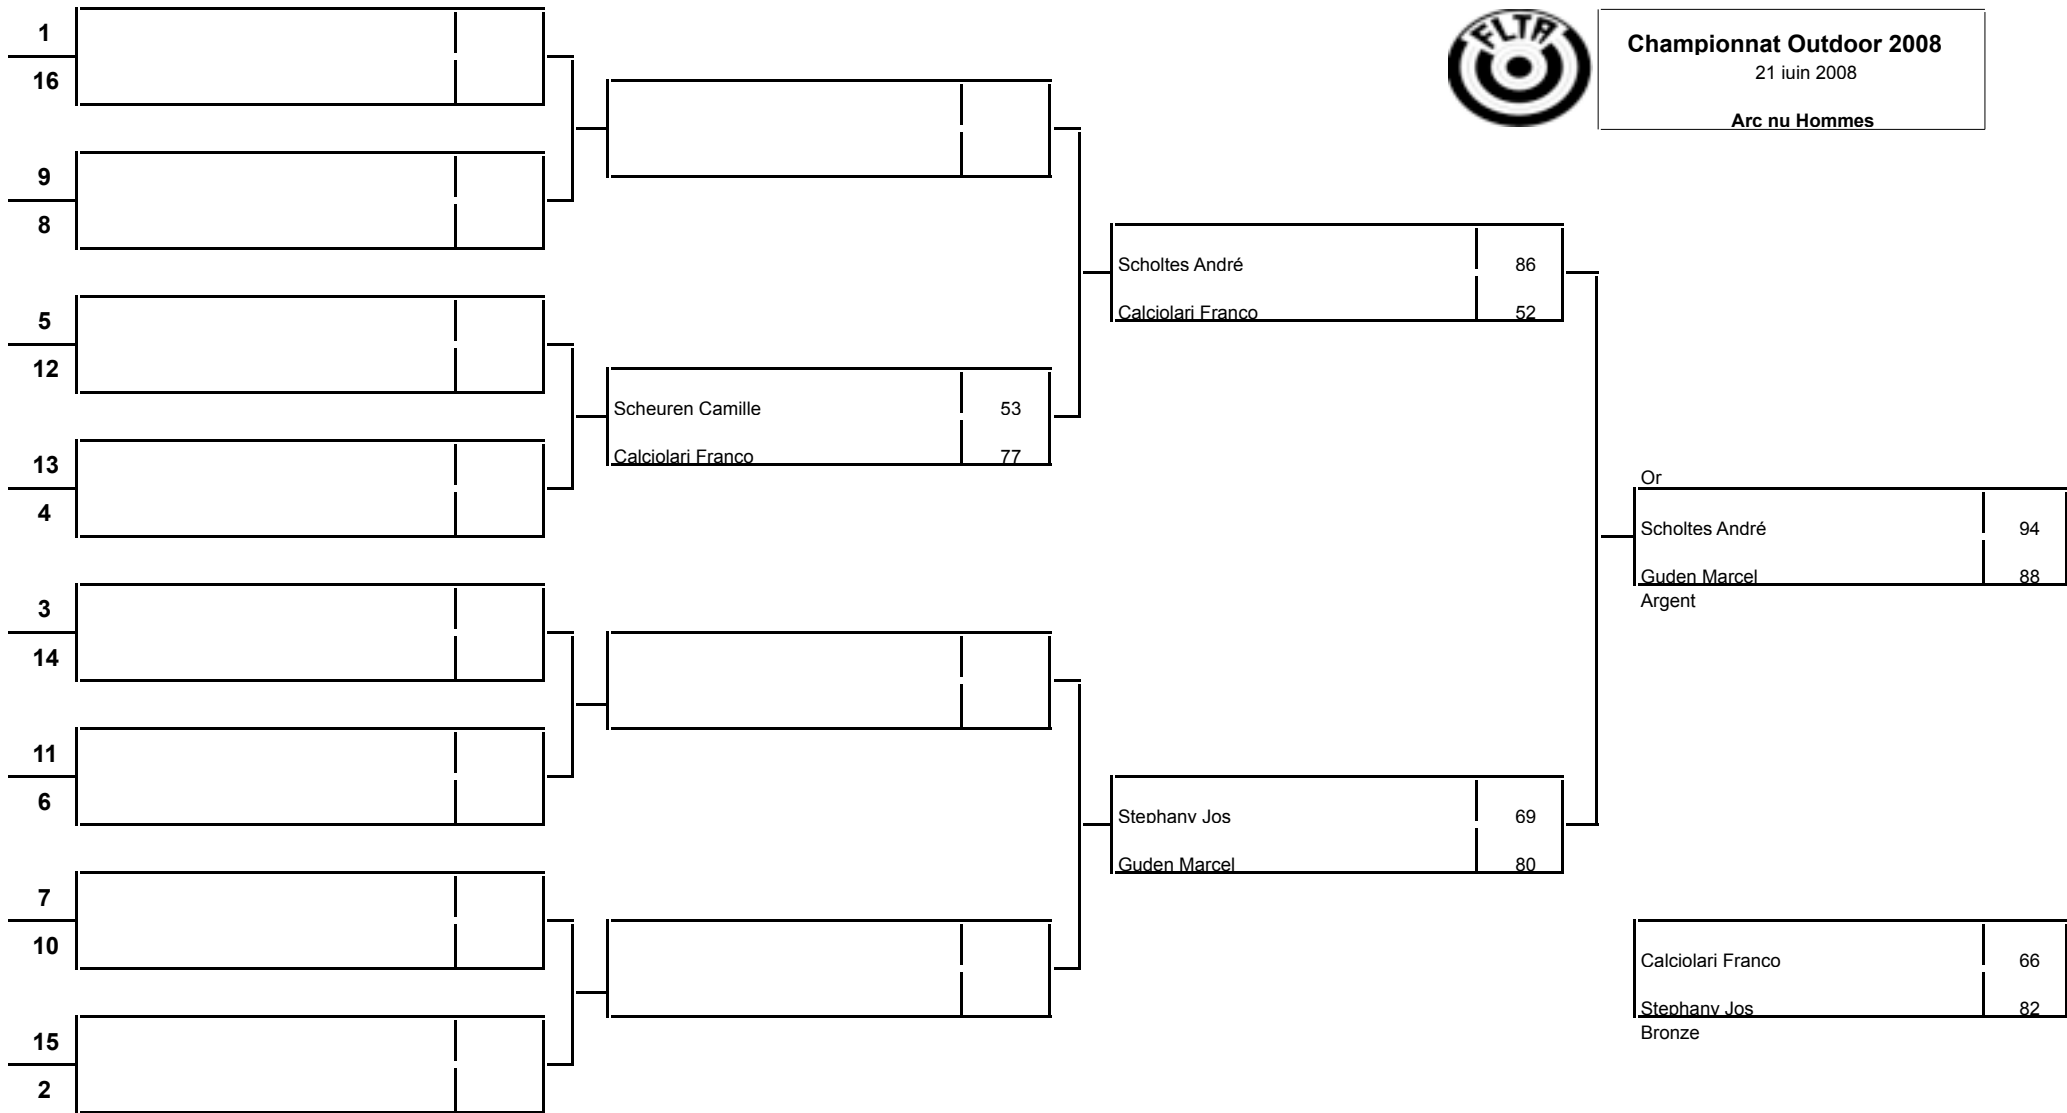 1
16
9
8
5
12
13
4
3
14
11
6
7
10
15
2
Scheuren Camille 53
Calciolari Franco 77
Scholtes André 86
Calciolari Franco 52
Stephany Jos 69
Guden Marcel 80
FLTA
Championnat Outdoor 2008
21 juin 2008
Arc nu Hommes
Or
Scholtes André 94
Guden Marcel 88
Argent
Calciolari Franco 66
Stephany Jos 82
Bronze